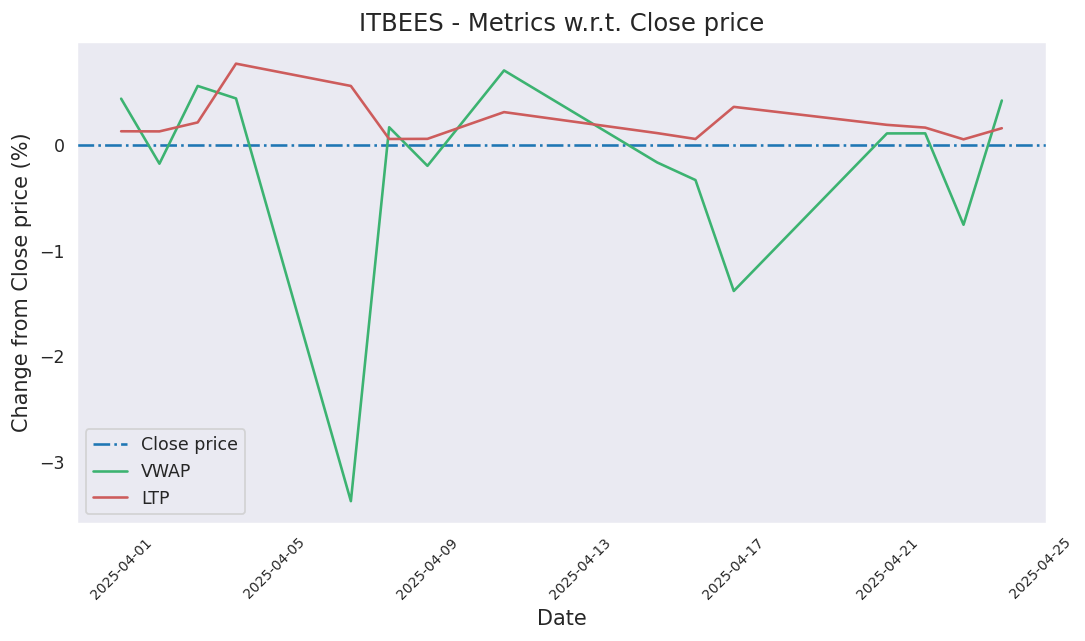 ITBEES - Metrics w.r.t. Close price
Change from Close price (%)
0
−1
−2
−3
Close price
VWAP
LTP
2025-04-01
2025-04-05
2025-04-09
2025-04-13
2025-04-17
2025-04-21
2025-04-25
Date